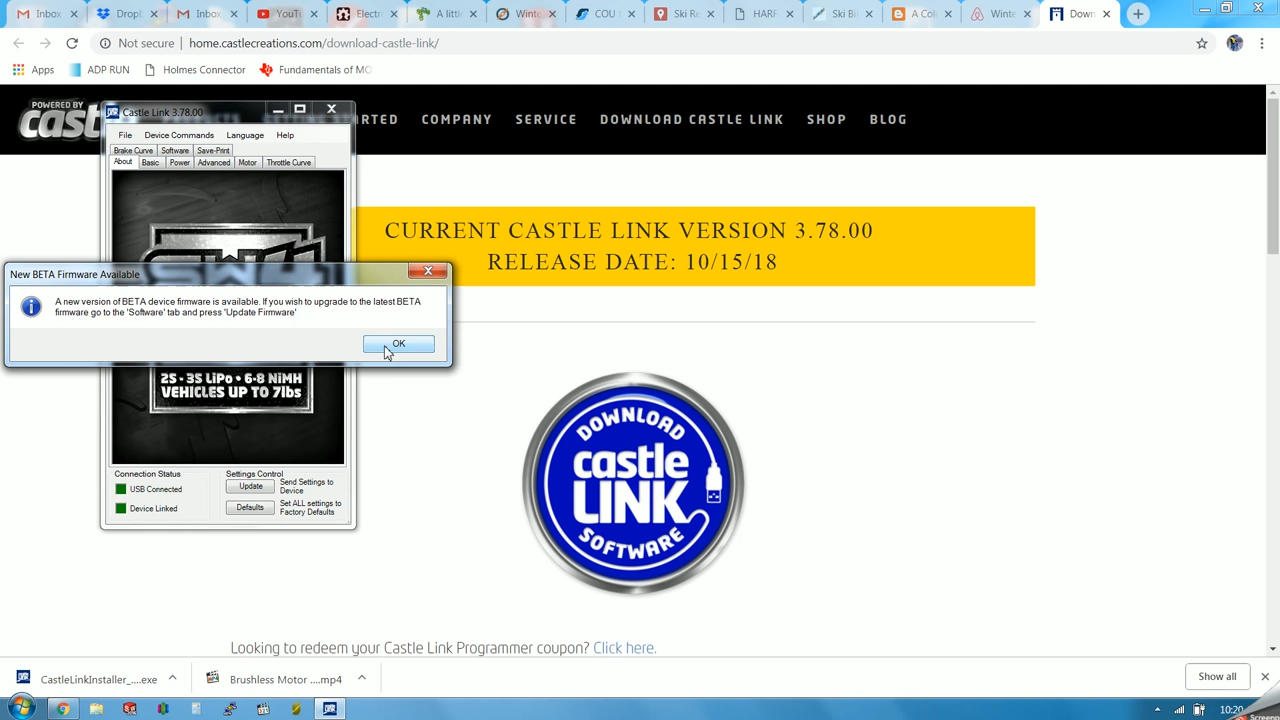 Inbox
Dropb
Inbox
YouTu
Electr
A little
Winto
COU
Ski Re
HARF
Ski Bi
A Col
Winte
Down
Not secure
home.castlecreations.com/download-castle-link/
Apps
ADP RUN
Holmes Connector
Fundamentals of MO
POWERED BY
cast
ARTED
COMPANY
SERVICE
DOWNLOAD CASTLE LINK
SHOP
BLOG
Castle Link 3.78.00
File
Device Commands
Language
Help
Brake Curve
Software
Save-Print
About
Basic
Power
Advanced
Motor
Throttle Curve
CURRENT CASTLE LINK VERSION 3.78.00
RELEASE DATE: 10/15/18
New BETA Firmware Available
A new version of BETA device firmware is available. If you wish to upgrade to the latest BETA
firmware go to the 'Software' tab and press 'Update Firmware'
OK
2S - 3S LiPo • 6-8 NiMH
VEHICLES UP TO 7lbs
Connection Status
USB Connected
Device Linked
Settings Control
Update
Send Settings to
Device
Defaults
Set ALL settings to
Factory Defaults
DOWNLOAD
castle
LINK
SOFTWARE
Looking to redeem your Castle Link Programmer coupon? Click here.
CastleLinkInstaller_....exe
Brushless Motor ....mp4
Show all
10:20